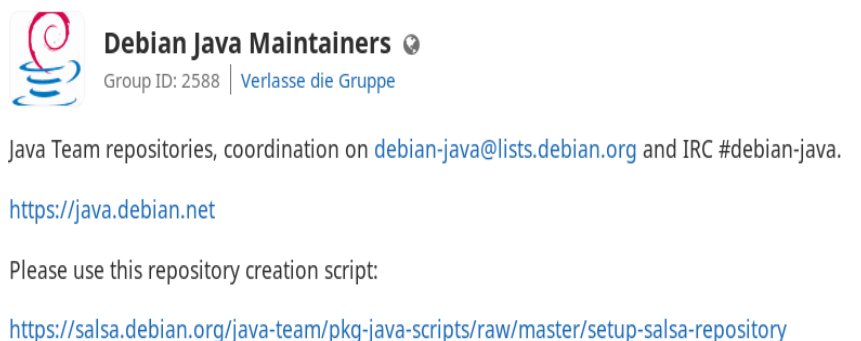 Debian Java Maintainers
Group ID: 2588 Verlasse die Gruppe
Java Team repositories, coordination on debian-java@lists.debian.org and IRC #debian-java.
https://java.debian.net
Please use this repository creation script:
https://salsa.debian.org/java-team/pkg-java-scripts/raw/master/setup-salsa-repository